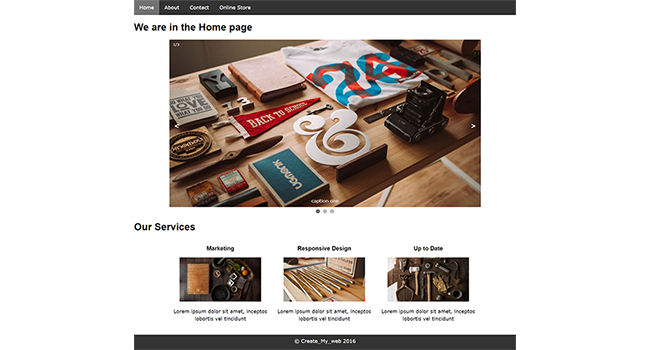 Home About Contact Online Store
We are in the Home page
1/3
BACK TO SCHOOL
&
< >
caption one
Our Services
Marketing Responsive Design Up to Date
Lorem ipsum dolor sit amet, inceptos Lorem ipsum dolor sit amet, inceptos Lorem ipsum dolor sit amet, inceptos
lobortis vel tincidunt lobortis vel tincidunt lobortis vel tincidunt
© Create_My_web 2016